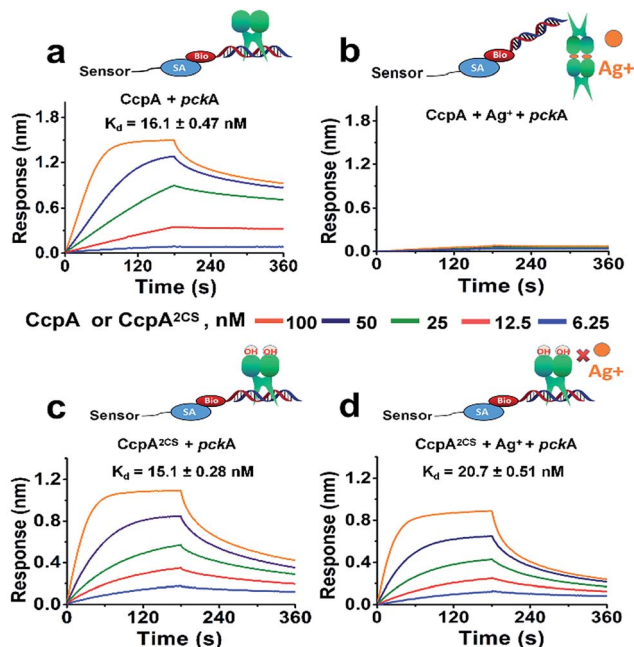 a
Bio
SA
Sensor
CcpA + pckA
K_d = 16.1 ± 0.47 nM
Response (nm)
1.8
1.2
0.6
0.0
0 120 240 360
Time (s)
b
Bio
SA
Sensor
Ag+
CcpA + Ag⁺ + pckA
Response (nm)
1.8
1.2
0.6
0.0
0 120 240 360
Time (s)
CcpA or CcpA²ᶜˢ, nM 100 50 25 12.5 6.25
c
OH OH
Bio
SA
Sensor
CcpA²ᶜˢ + pckA
K_d = 15.1 ± 0.28 nM
Response (nm)
1.2
0.8
0.4
0.0
0 120 240 360
Time (s)
d
OH OH
Ag+
Bio
SA
Sensor
CcpA²ᶜˢ + Ag⁺ + pckA
K_d = 20.7 ± 0.51 nM
Response (nm)
1.2
0.8
0.4
0.0
0 120 240 360
Time (s)